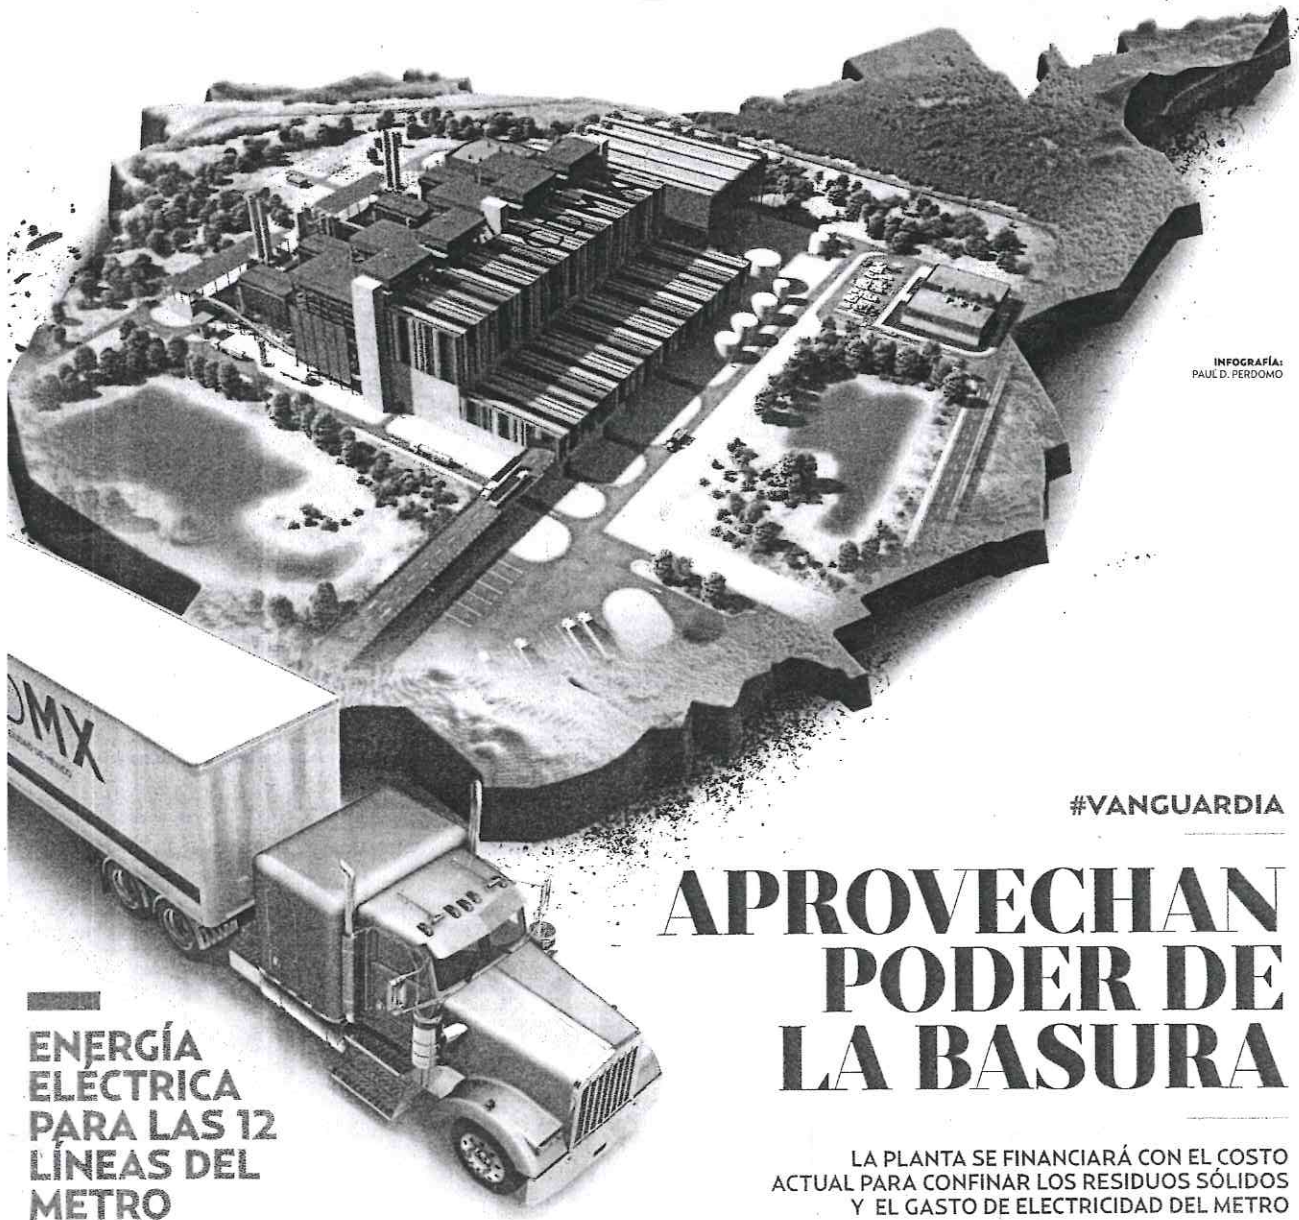 INFOGRAFÍA:
PAUL D. PERDOMO
DMX
#VANGUARDIA
APROVECHAN
PODER DE
LA BASURA
ENERGÍA
ELÉCTRICA
PARA LAS 12
LÍNEAS DEL
METRO
LA PLANTA SE FINANCIARÁ CON EL COSTO
ACTUAL PARA CONFINAR LOS RESIDUOS SÓLIDOS
Y EL GASTO DE ELECTRICIDAD DEL METRO